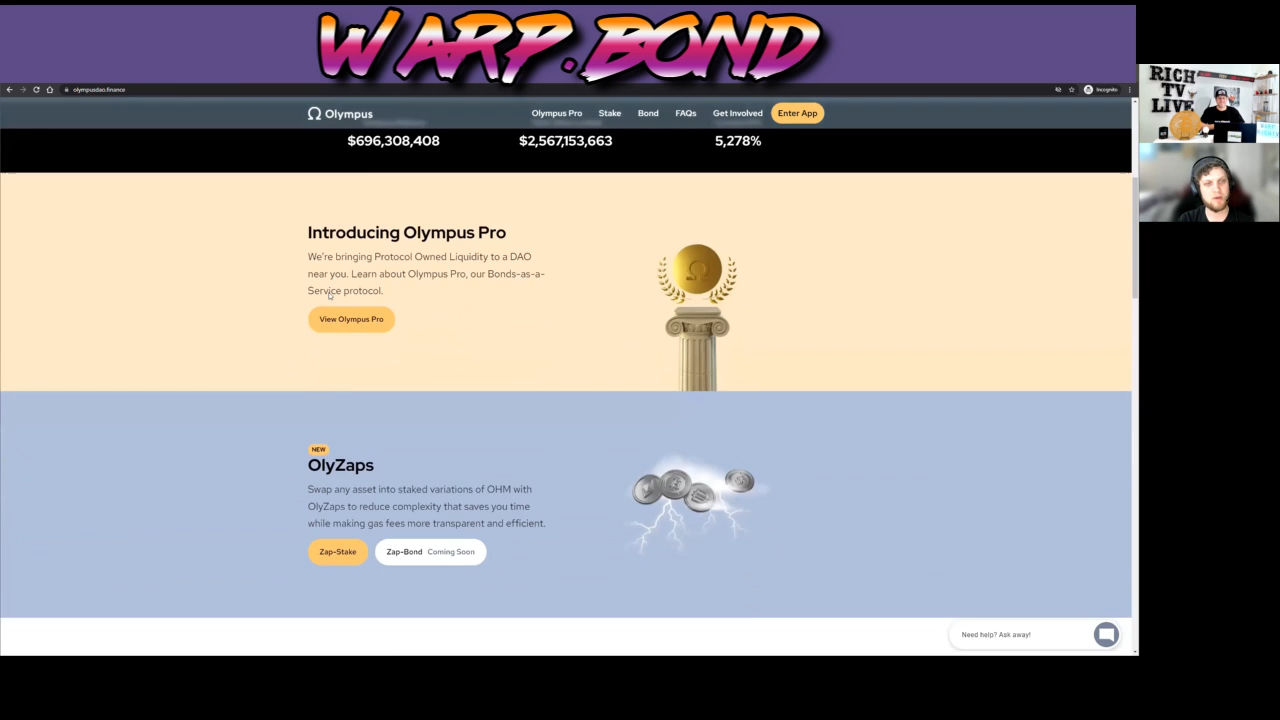 WARP.BOND
olympusdao.finance
Incognito
Olympus
Olympus Pro
Stake
Bond
FAQs
Get Involved
Enter App
$696,308,408
$2,567,153,663
5,278%
Introducing Olympus Pro
We're bringing Protocol Owned Liquidity to a DAO
near you. Learn about Olympus Pro, our Bonds-as-a-
Service protocol.
View Olympus Pro
NEW
OlyZaps
Swap any asset into staked variations of OHM with
OlyZaps to reduce complexity that saves you time
while making gas fees more transparent and efficient.
Zap-Stake
Zap-Bond Coming Soon
Need help? Ask away!
RICH
TV
LIVE